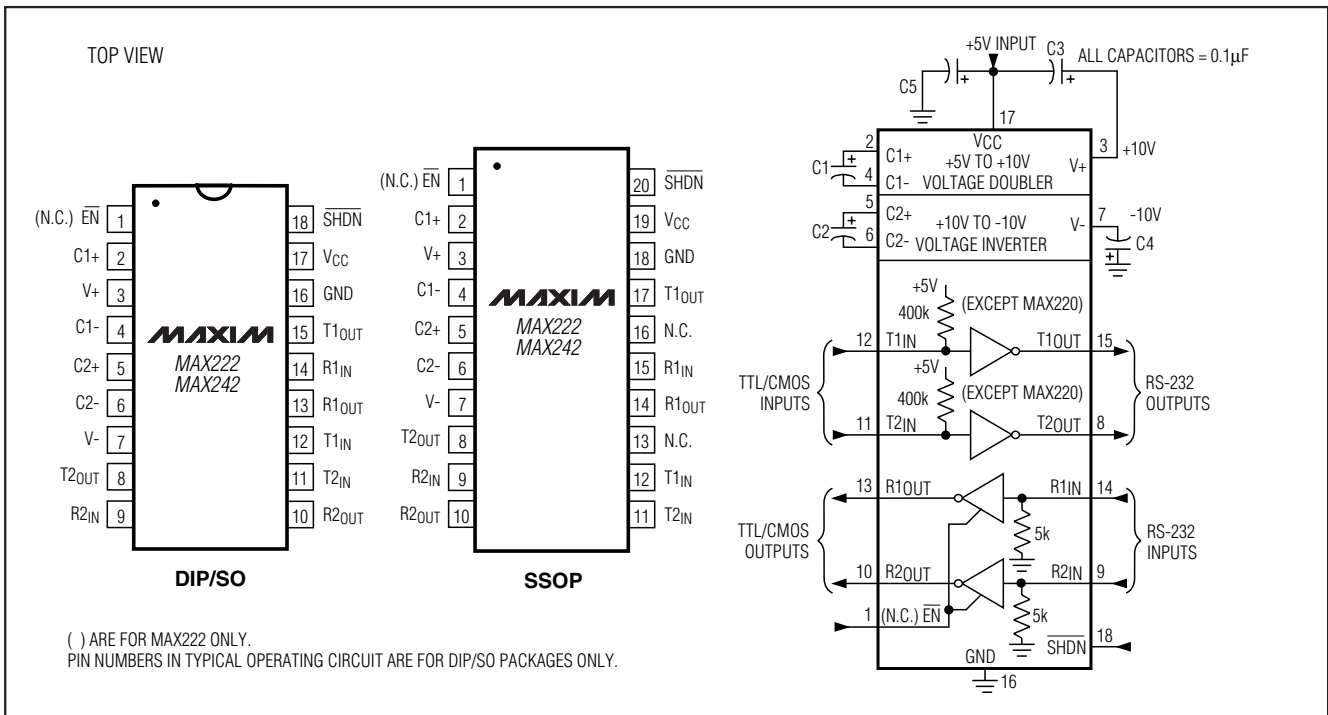 TOP VIEW
(N.C.) EN 1
C1+ 2
V+ 3
C1- 4
C2+ 5
C2- 6
V- 7
T2OUT 8
R2IN 9
18 SHDN
17 VCC
16 GND
15 T1OUT
14 R1IN
13 R1OUT
12 T1IN
11 T2IN
10 R2OUT
MAXIM
MAX222
MAX242
DIP/SO
(N.C.) EN 1
C1+ 2
V+ 3
C1- 4
C2+ 5
C2- 6
V- 7
T2OUT 8
R2IN 9
R2OUT 10
20 SHDN
19 VCC
18 GND
17 T1OUT
16 N.C.
15 R1IN
14 R1OUT
13 N.C.
12 T1IN
11 T2IN
MAXIM
MAX222
MAX242
SSOP
( ) ARE FOR MAX222 ONLY.
PIN NUMBERS IN TYPICAL OPERATING CIRCUIT ARE FOR DIP/SO PACKAGES ONLY.
+5V INPUT C3 ALL CAPACITORS = 0.1µF
C5 + +
17
2 VCC 3 +10V
C1 + C1+ +5V TO +10V V+
4 C1- VOLTAGE DOUBLER
5 C2+ 7 -10V
C2 + +10V TO -10V V-
6 C2- VOLTAGE INVERTER C4
+
+5V
400k (EXCEPT MAX220)
12 T1IN T1OUT 15
+5V
TTL/CMOS INPUTS
400k (EXCEPT MAX220)
RS-232 OUTPUTS
11 T2IN T2OUT 8
13 R1OUT R1IN 14
5k
TTL/CMOS OUTPUTS
RS-232 INPUTS
10 R2OUT R2IN 9
5k
1 (N.C.) EN
SHDN 18
GND
16